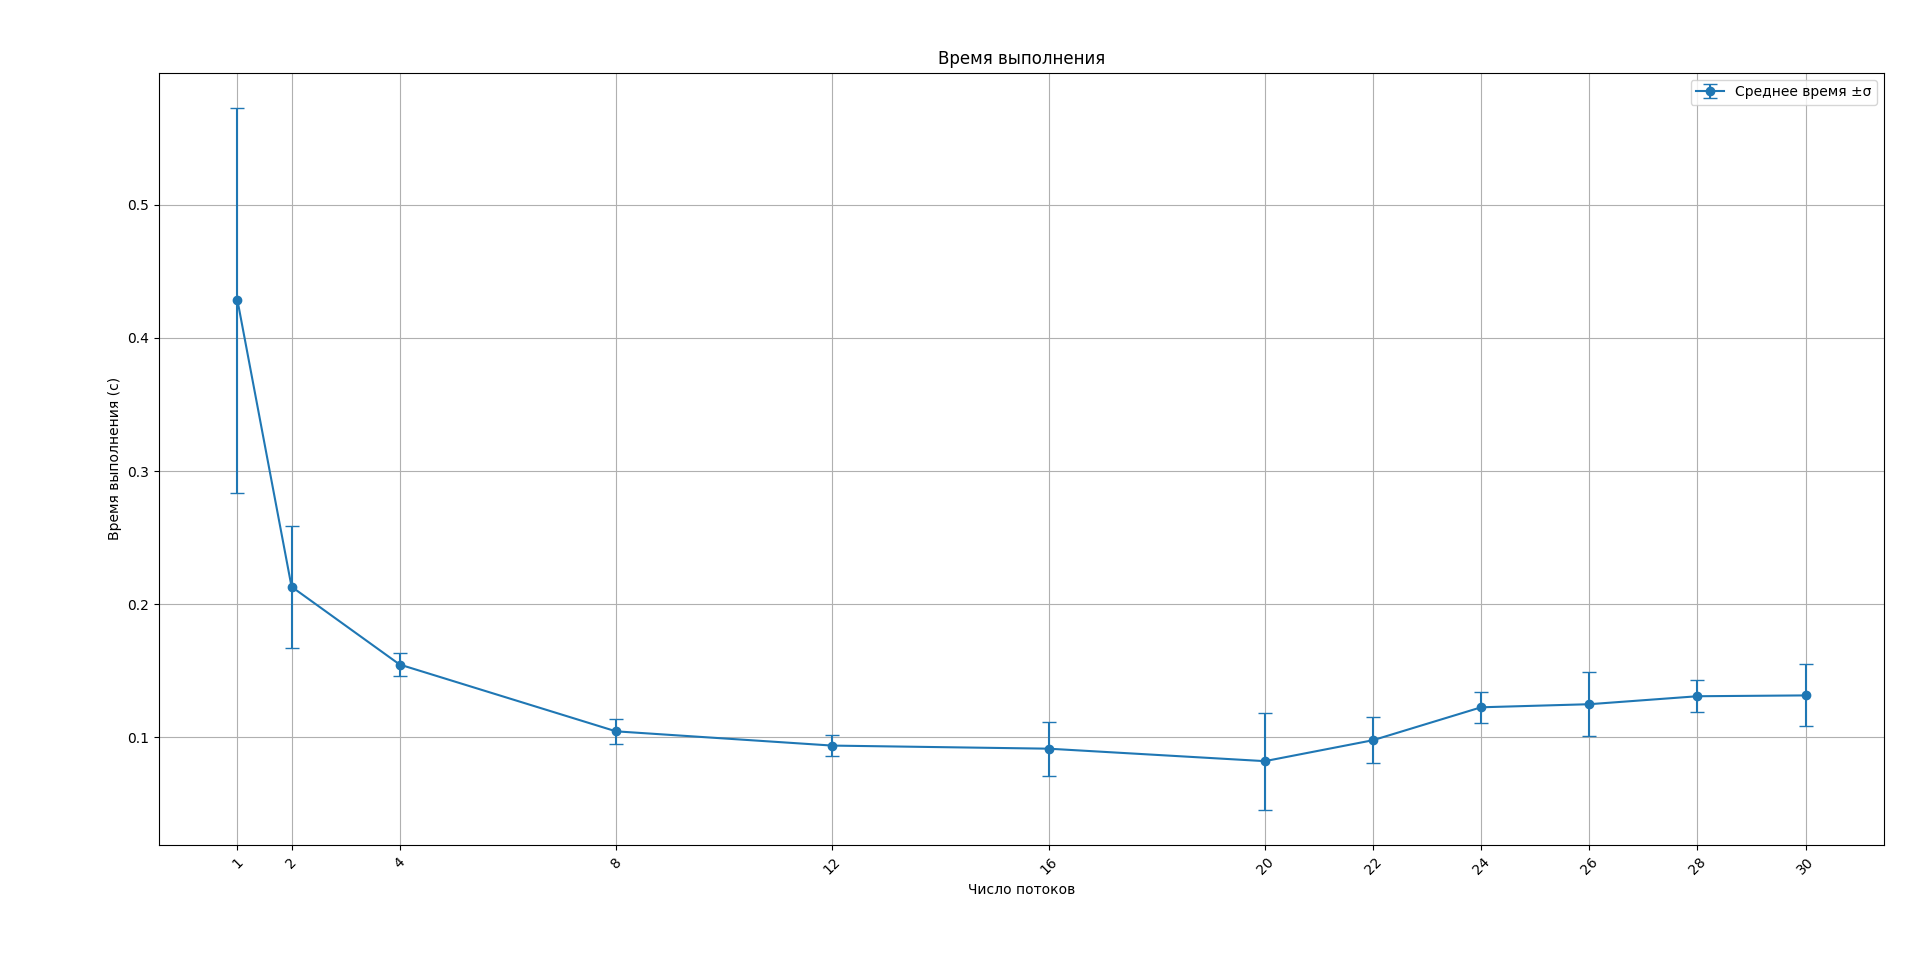 Время выполнения
Среднее время ±σ
Время выполнения (с)
0.5
0.4
0.3
0.2
0.1
1 2 4 8 12 16 20 22 24 26 28 30
Число потоков